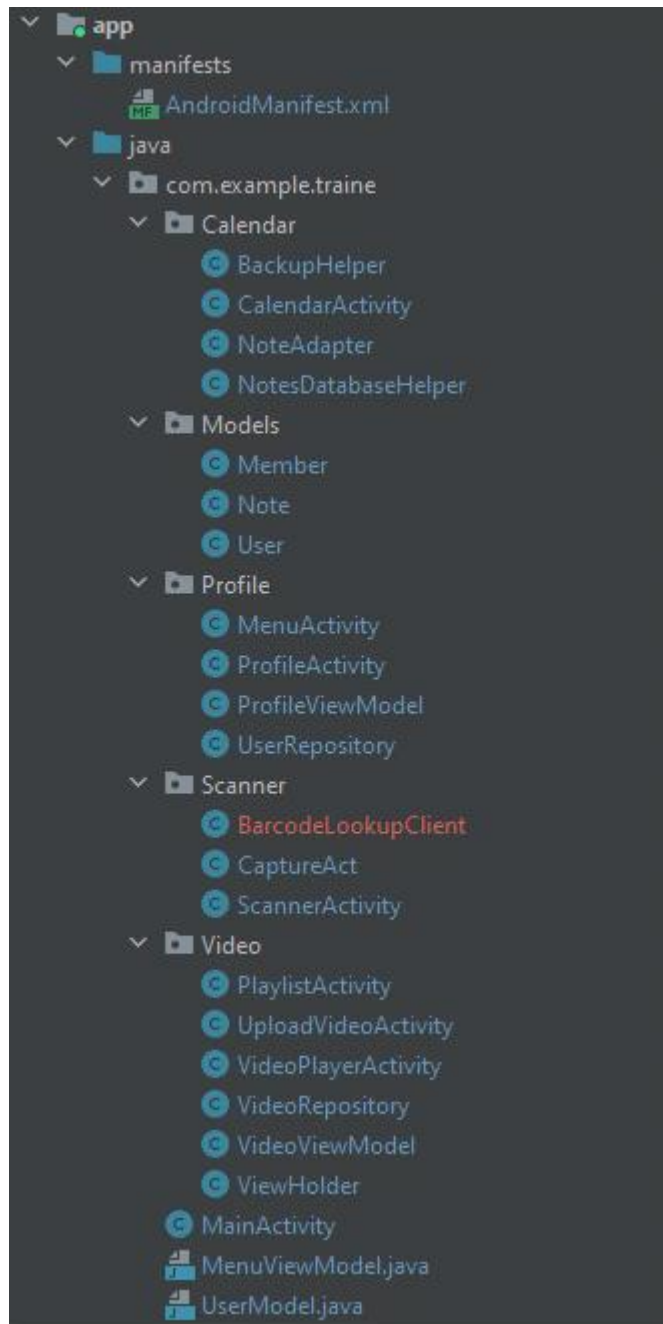 app
manifests
MF AndroidManifest.xml
java
com.example.traine
Calendar
C BackupHelper
C CalendarActivity
C NoteAdapter
C NotesDatabaseHelper
Models
C Member
C Note
C User
Profile
C MenuActivity
C ProfileActivity
C ProfileViewModel
C UserRepository
Scanner
C BarcodeLookupClient
C CaptureAct
C ScannerActivity
Video
C PlaylistActivity
C UploadVideoActivity
C VideoPlayerActivity
C VideoRepository
C VideoViewModel
C ViewHolder
C MainActivity
J MenuViewModel.java
J UserModel.java